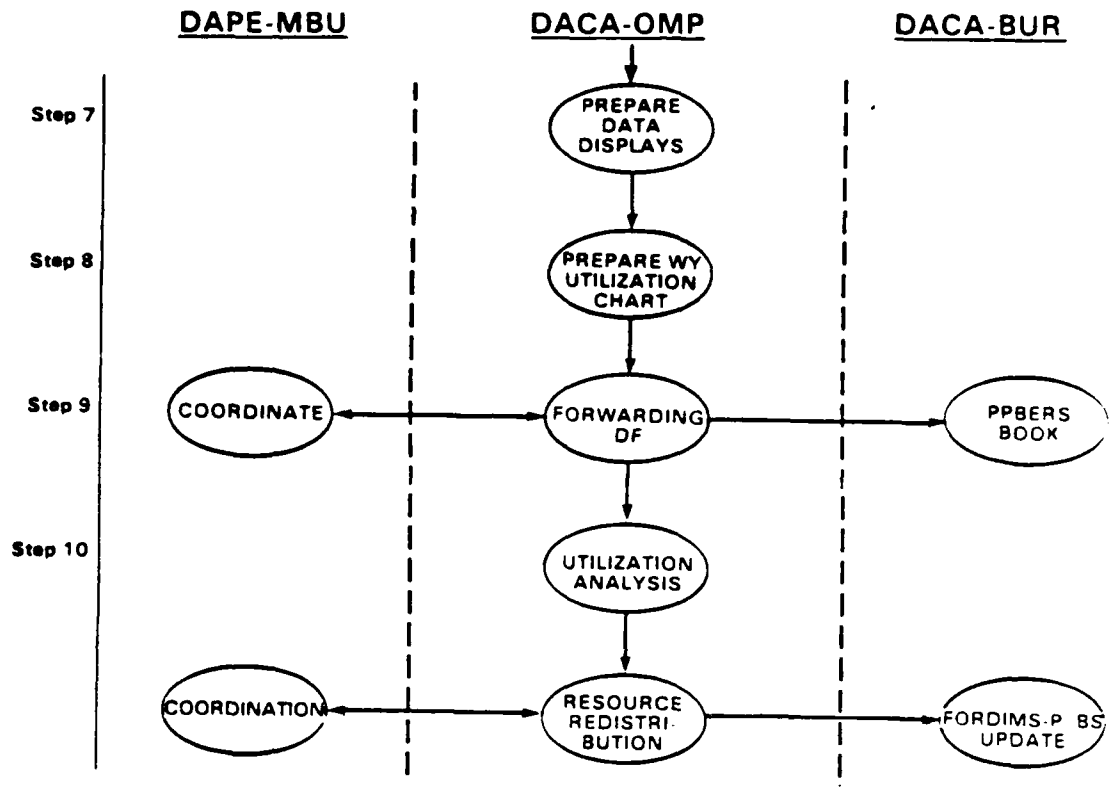 DAPE-MBU
DACA-OMP
DACA-BUR
Step 7
PREPARE
DATA
DISPLAYS
Step 8
PREPARE WY
UTILIZATION
CHART
Step 9
COORDINATE
FORWARDING
DF
PPBERS
BOOK
Step 10
UTILIZATION
ANALYSIS
COORDINATION
RESOURCE
REDISTRI-
BUTION
FORDIMS-P BS
UPDATE